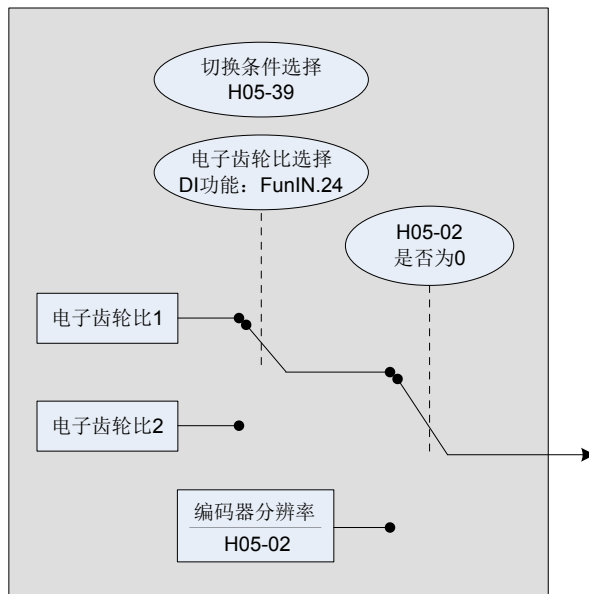 切换条件选择
H05-39
电子齿轮比选择
DI功能：FunIN.24
H05-02
是否为0
电子齿轮比1
电子齿轮比2
编码器分辨率
H05-02